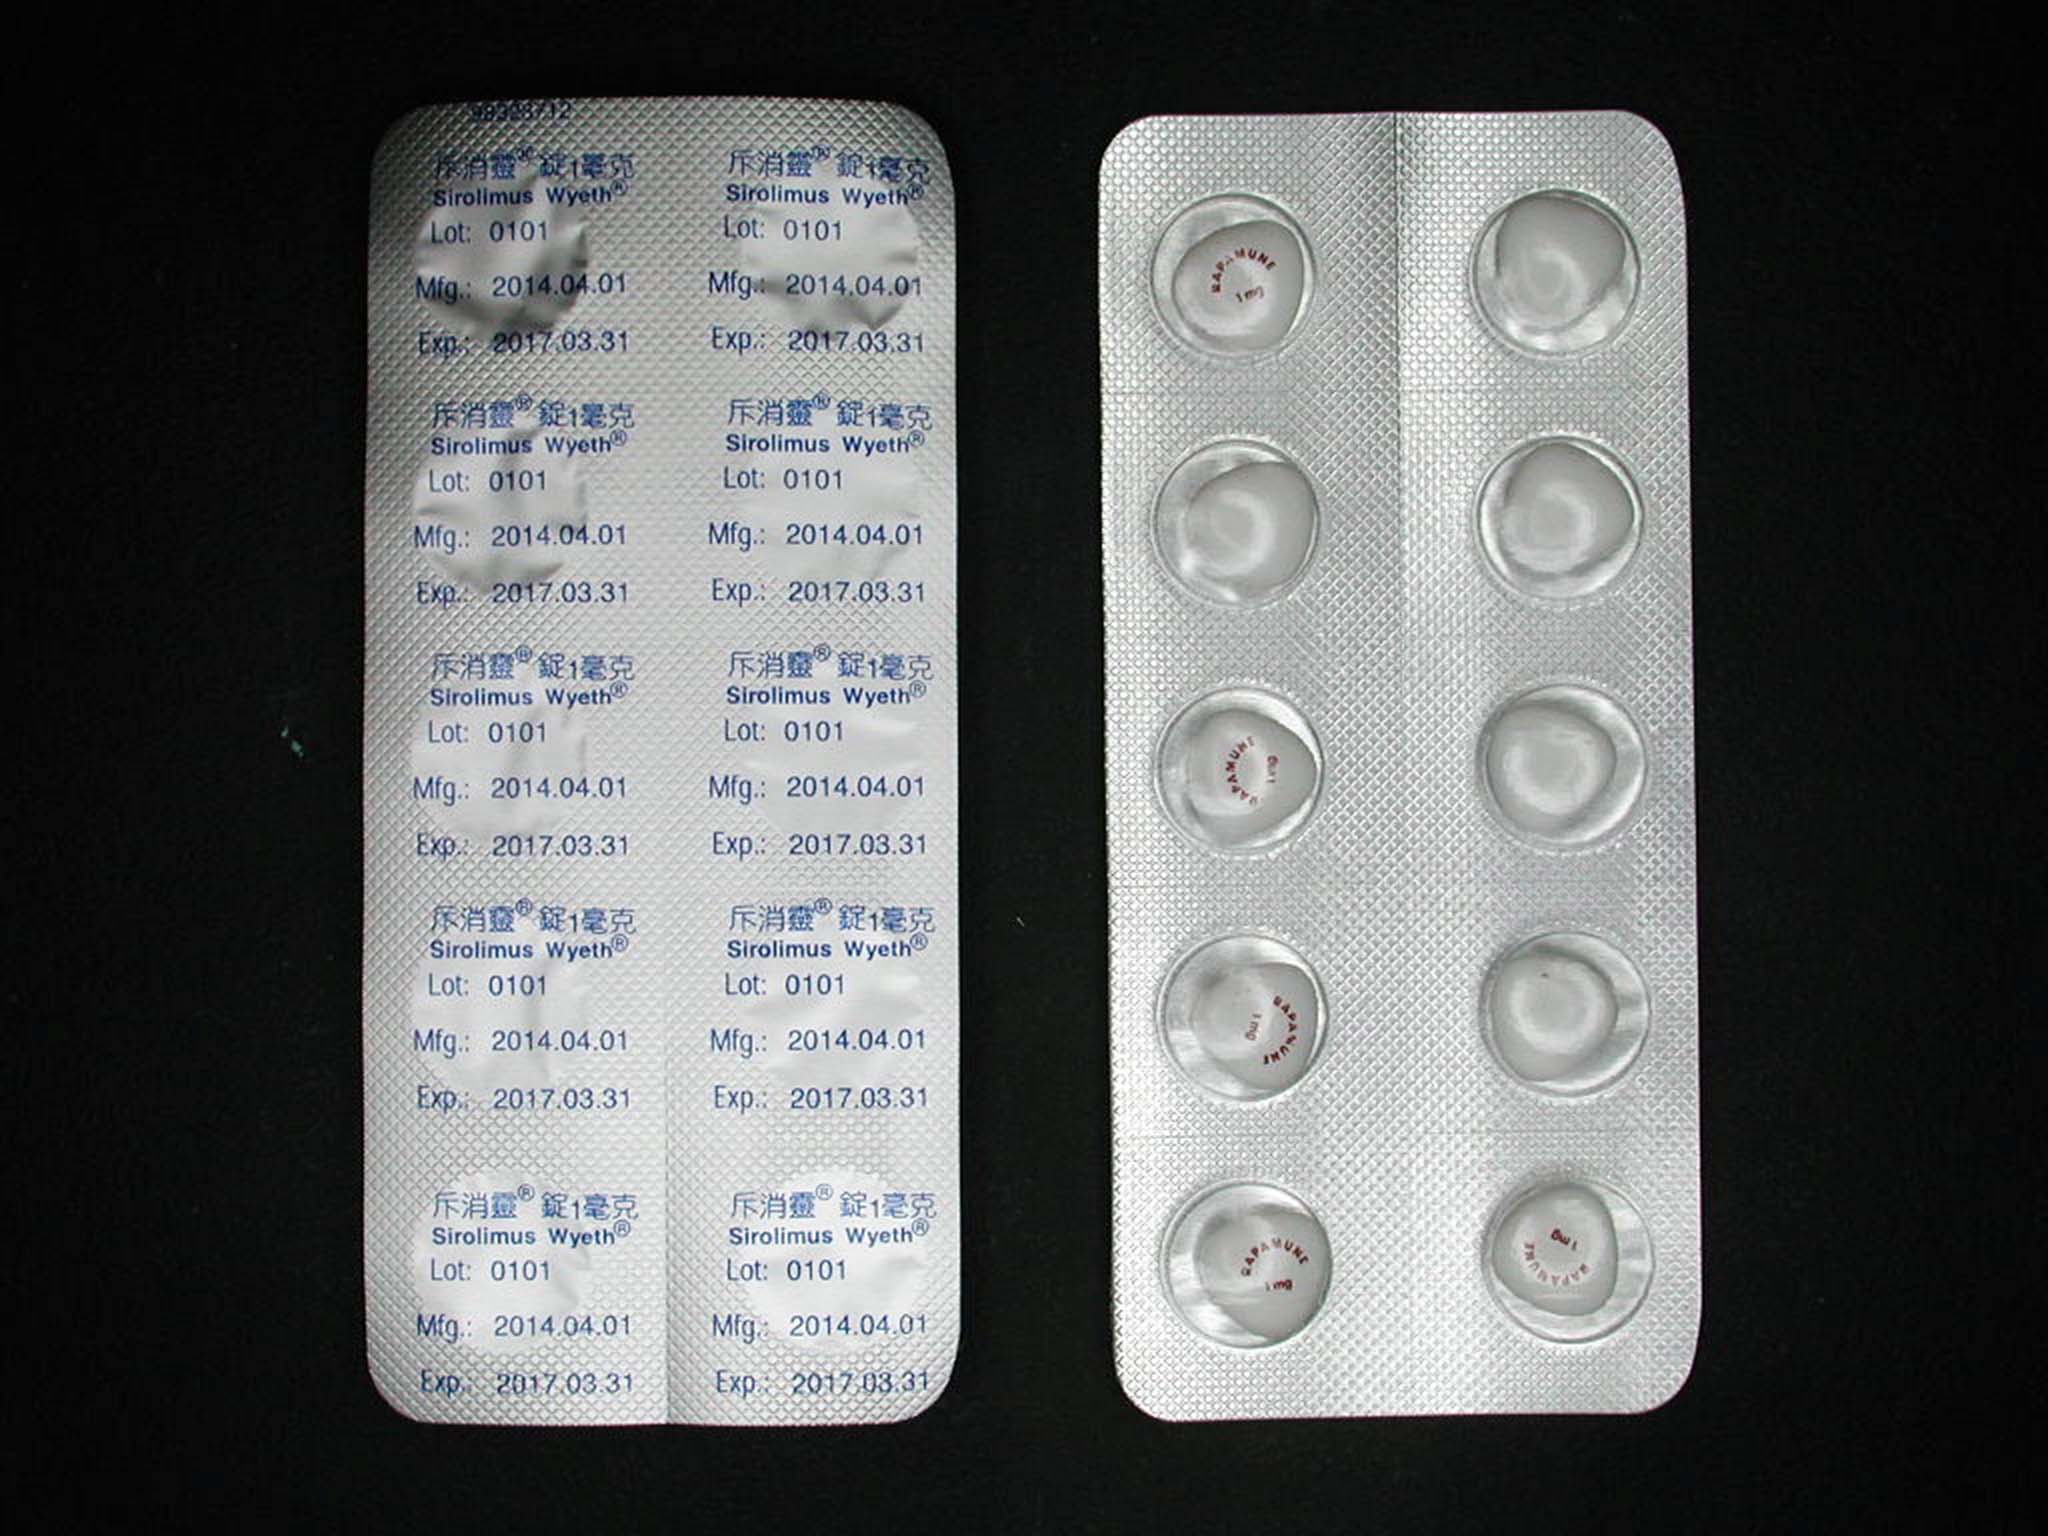 斥消靈® 錠1毫克 斥消靈® 錠1毫克
Sirolimus Wyeth® Sirolimus Wyeth®
Lot: 0101 Lot: 0101
Mfg.: 2014.04.01 Mfg.: 2014.04.01
Exp.: 2017.03.31 Exp.: 2017.03.31
斥消靈® 錠1毫克 斥消靈® 錠1毫克
Sirolimus Wyeth® Sirolimus Wyeth®
Lot: 0101 Lot: 0101
Mfg.: 2014.04.01 Mfg.: 2014.04.01
Exp.: 2017.03.31 Exp.: 2017.03.31
斥消靈® 錠1毫克 斥消靈® 錠1毫克
Sirolimus Wyeth® Sirolimus Wyeth®
Lot: 0101 Lot: 0101
Mfg.: 2014.04.01 Mfg.: 2014.04.01
Exp.: 2017.03.31 Exp.: 2017.03.31
斥消靈® 錠1毫克 斥消靈® 錠1毫克
Sirolimus Wyeth® Sirolimus Wyeth®
Lot: 0101 Lot: 0101
Mfg.: 2014.04.01 Mfg.: 2014.04.01
Exp.: 2017.03.31 Exp.: 2017.03.31
斥消靈® 錠1毫克 斥消靈® 錠1毫克
Sirolimus Wyeth® Sirolimus Wyeth®
Lot: 0101 Lot: 0101
Mfg.: 2014.04.01 Mfg.: 2014.04.01
Exp.: 2017.03.31 Exp.: 2017.03.31
RAPAMUNE
1 mg
RAPAMUNE
1 mg
RAPAMUNE
1 mg
RAPAMUNE
1 mg
RAPAMUNE
1 mg